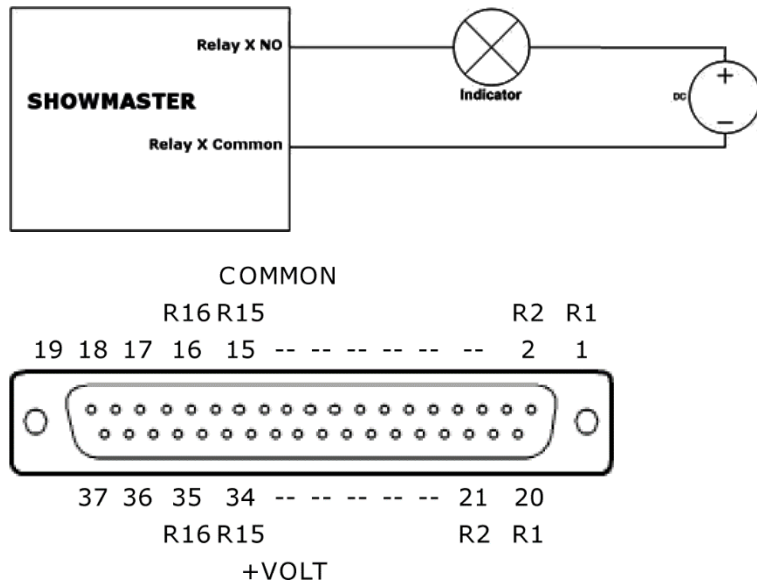 Relay X NO
SHOWMASTER
Relay X Common
Indicator
DC
+
−
COMMON
R16 R15 R2 R1
19 18 17 16 15 -- -- -- -- -- -- 2 1
37 36 35 34 -- -- -- -- -- 21 20
R16 R15 R2 R1
+VOLT